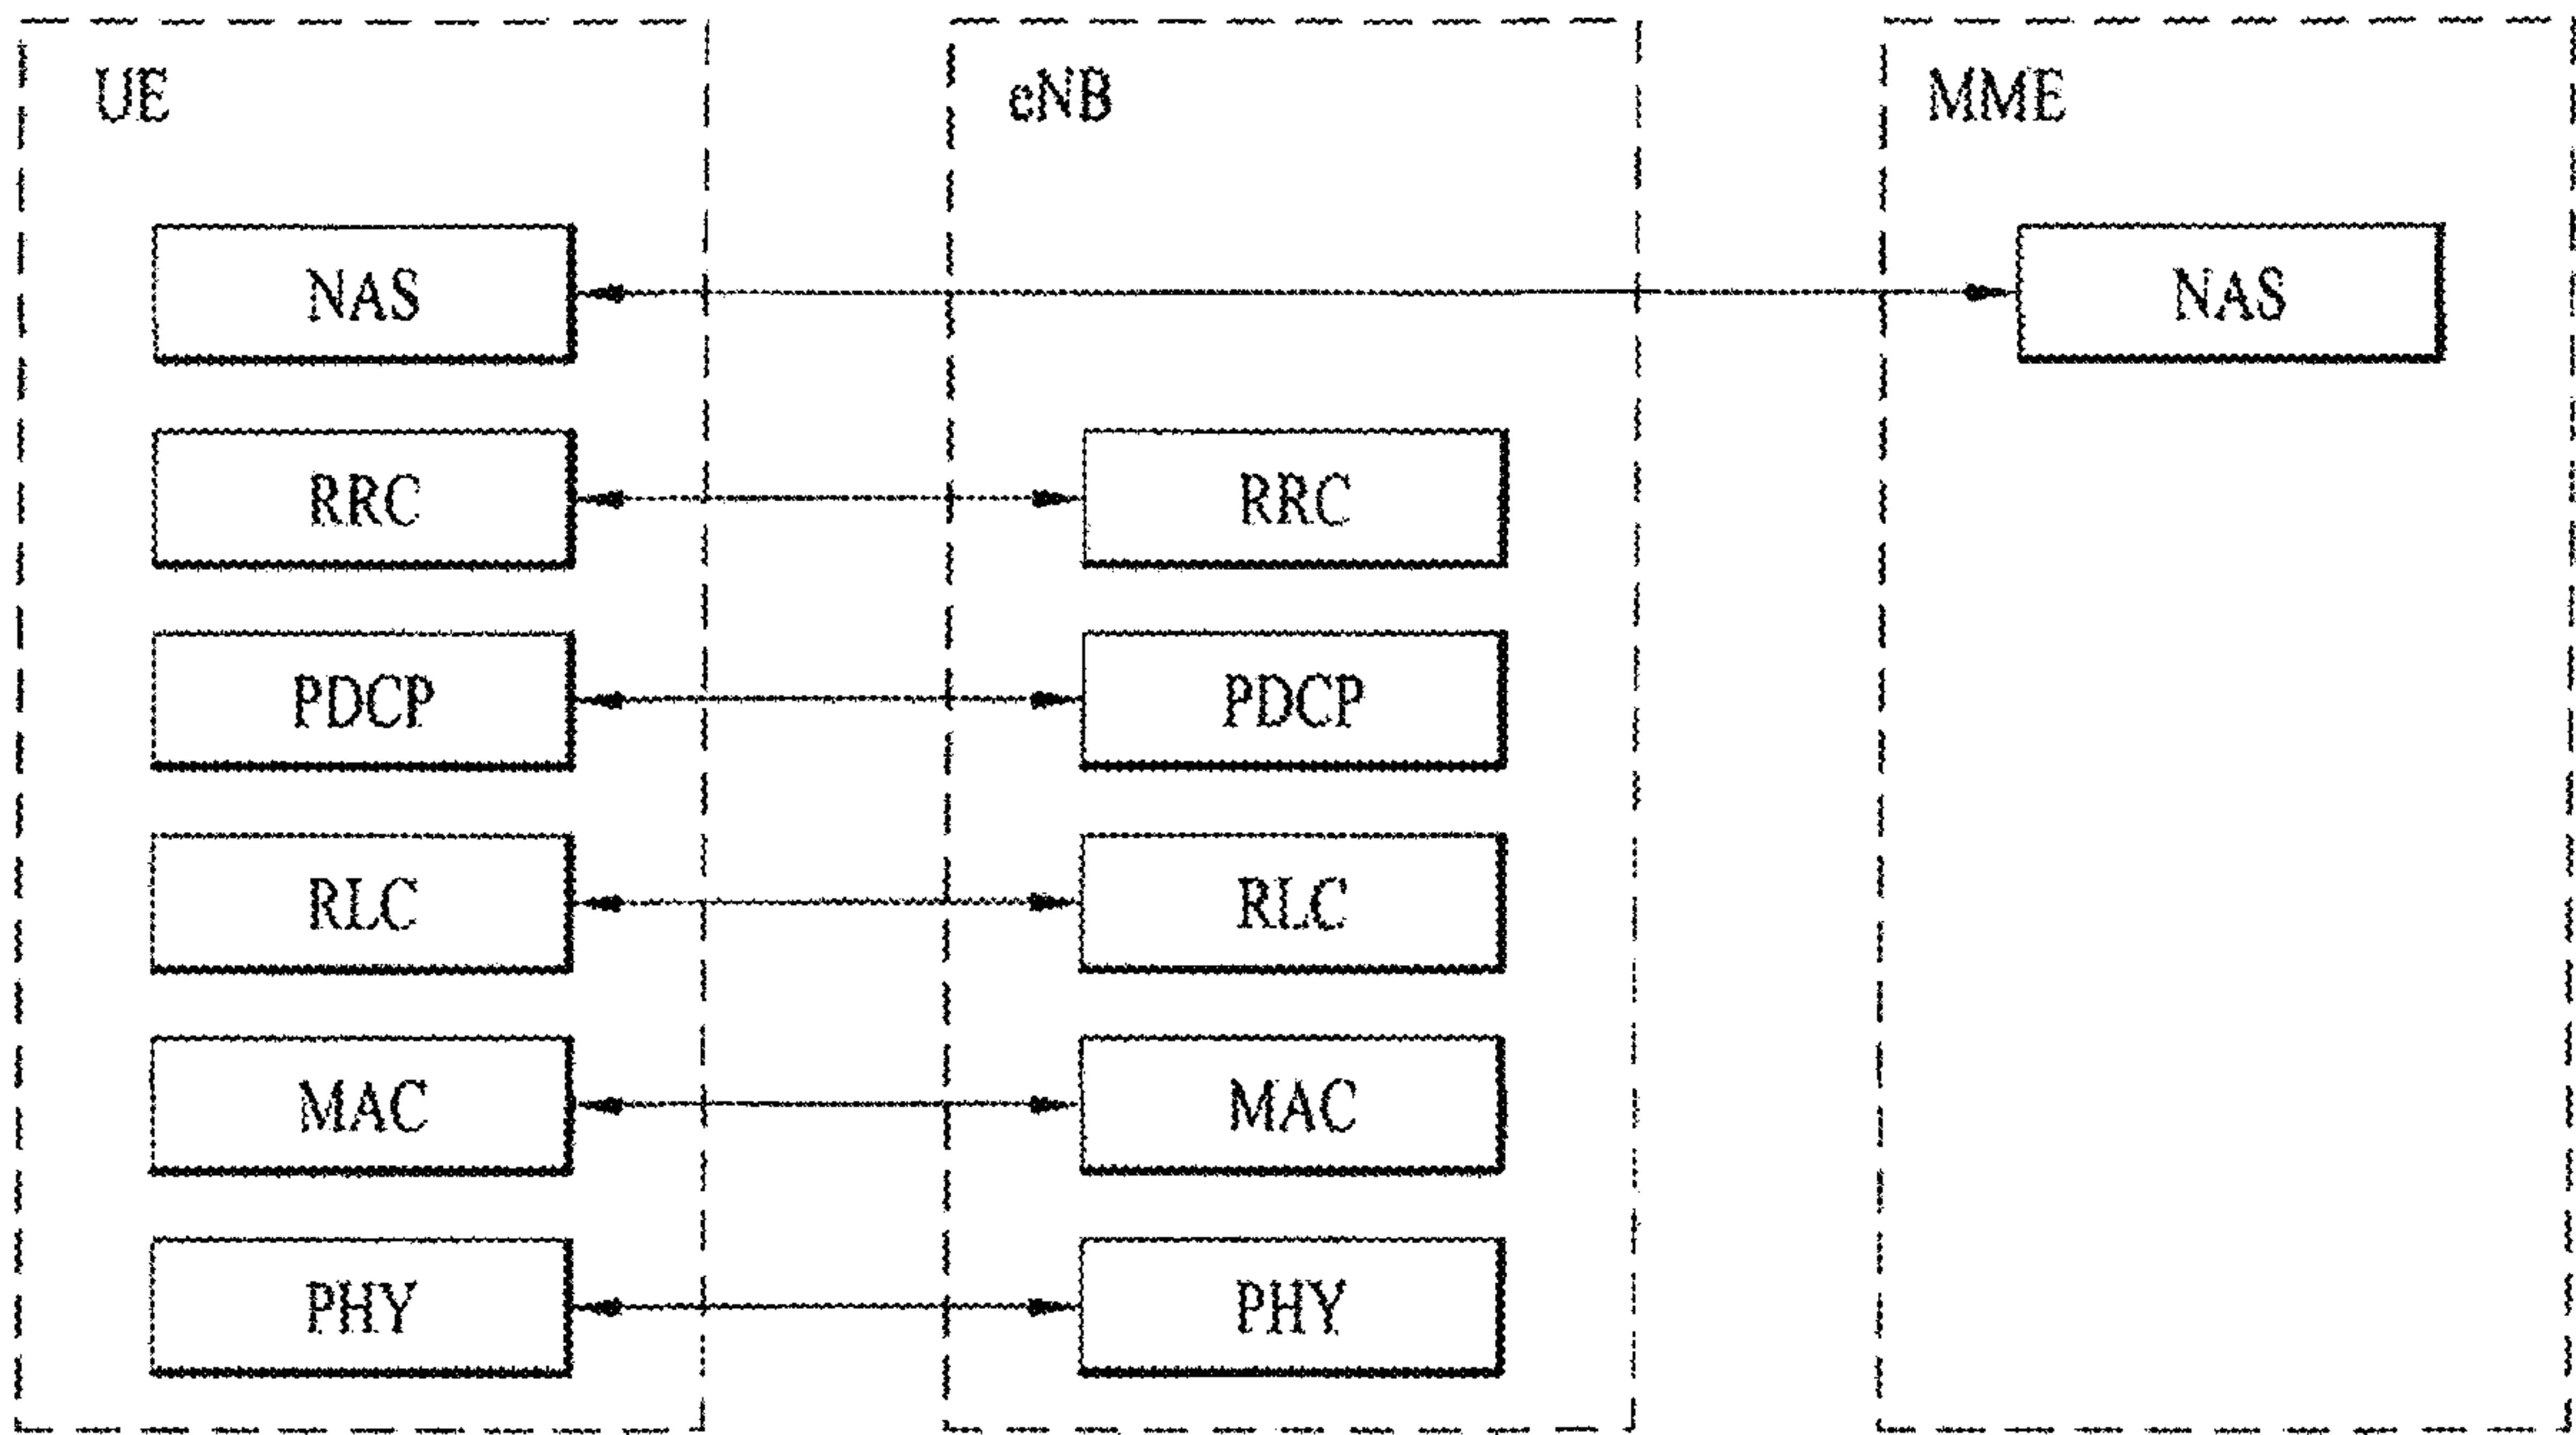 UE eNB MME
NAS NAS
RRC RRC
PDCP PDCP
RLC RLC
MAC MAC
PHY PHY